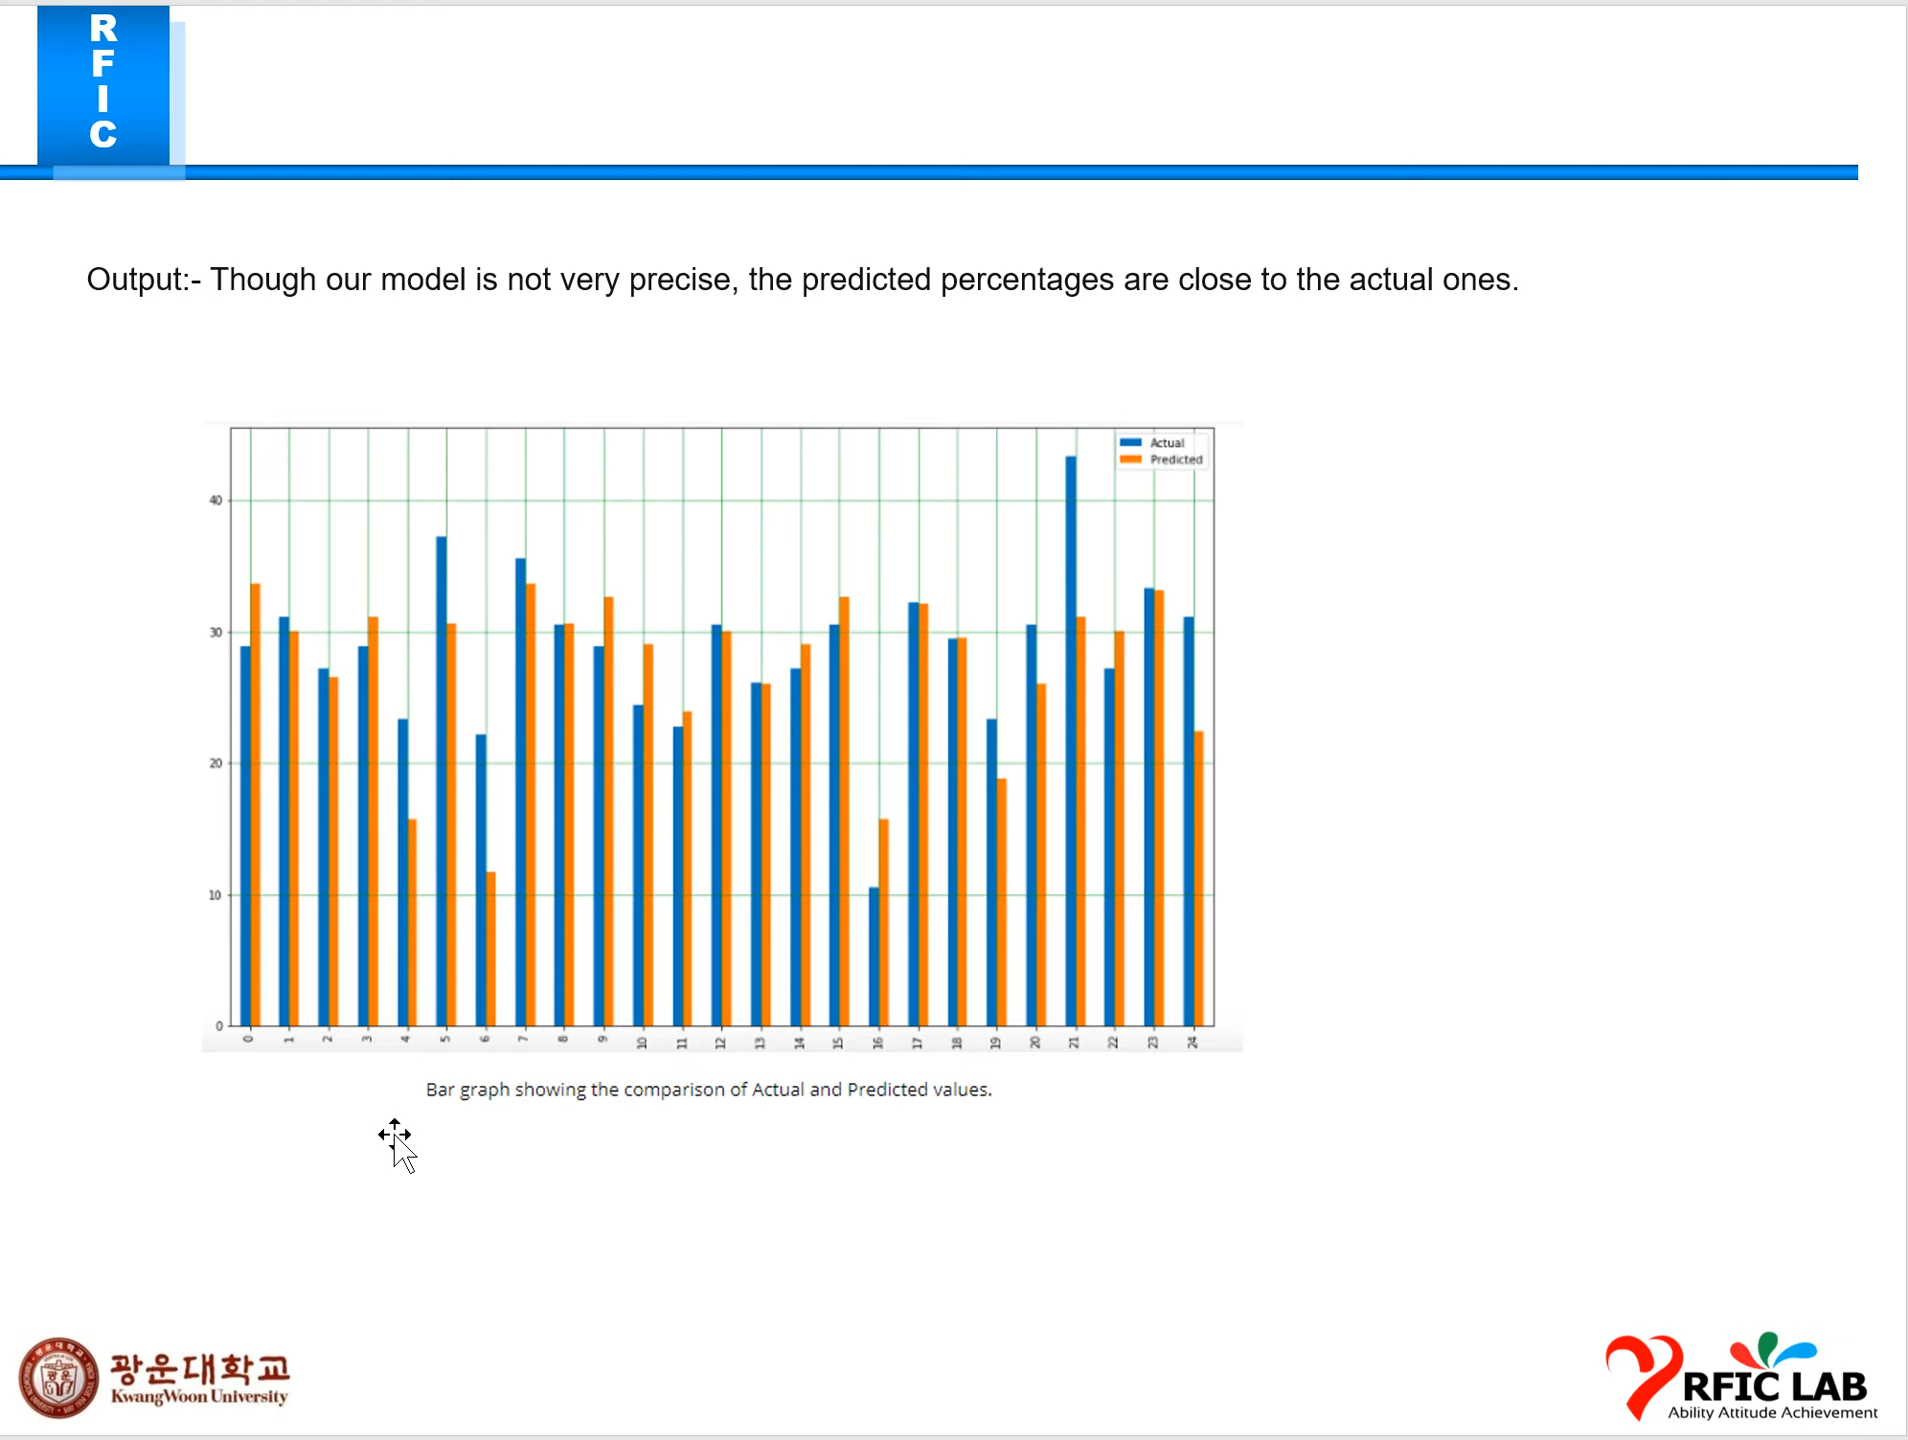 R
F
I
C
Output:- Though our model is not very precise, the predicted percentages are close to the actual ones.
Actual
Predicted
40
30
20
10
0
0 1 2 3 4 5 6 7 8 9 10 11 12 13 14 15 16 17 18 19 20 21 22 23 24
Bar graph showing the comparison of Actual and Predicted values.
광운대학교
KwangWoon University
RFIC LAB
Ability Attitude Achievement